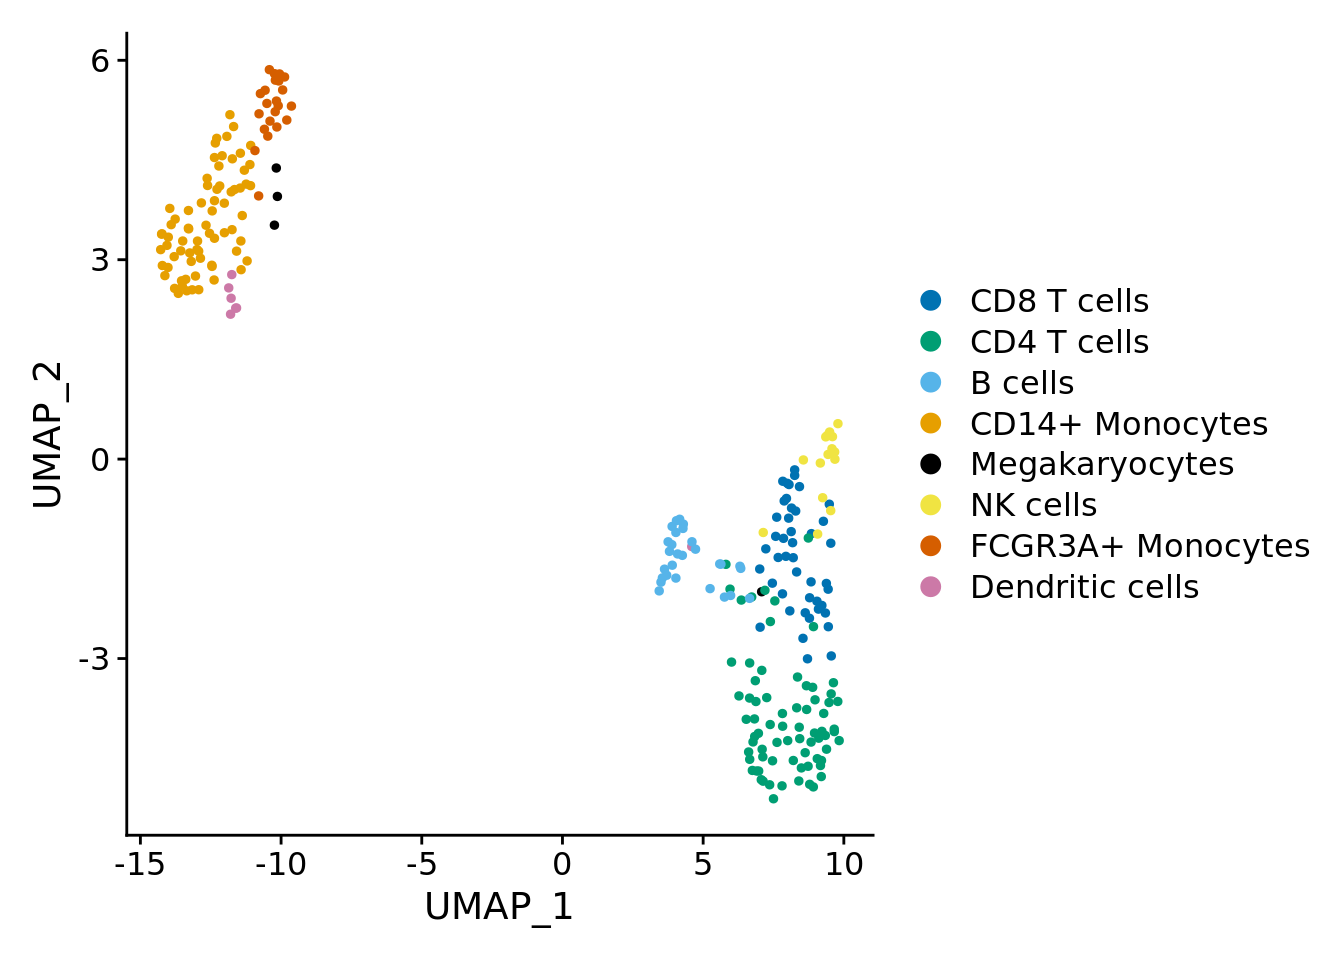 6
3
0
-3
UMAP_2
-15 -10 -5 0 5 10
UMAP_1
CD8 T cells
CD4 T cells
B cells
CD14+ Monocytes
Megakaryocytes
NK cells
FCGR3A+ Monocytes
Dendritic cells